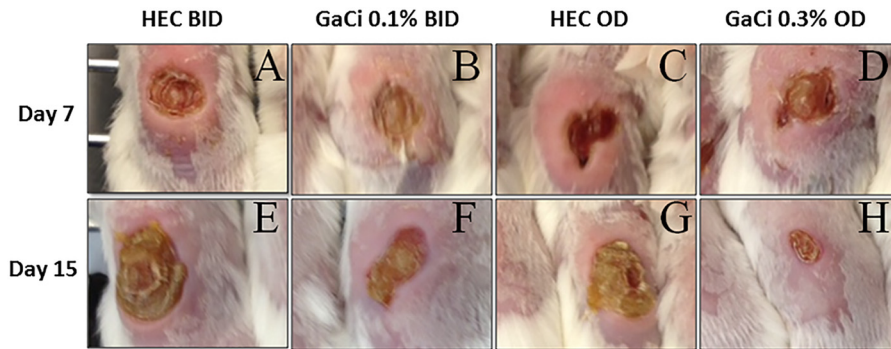 HEC BID GaCi 0.1% BID HEC OD GaCi 0.3% OD
Day 7 A B C D
Day 15 E F G H